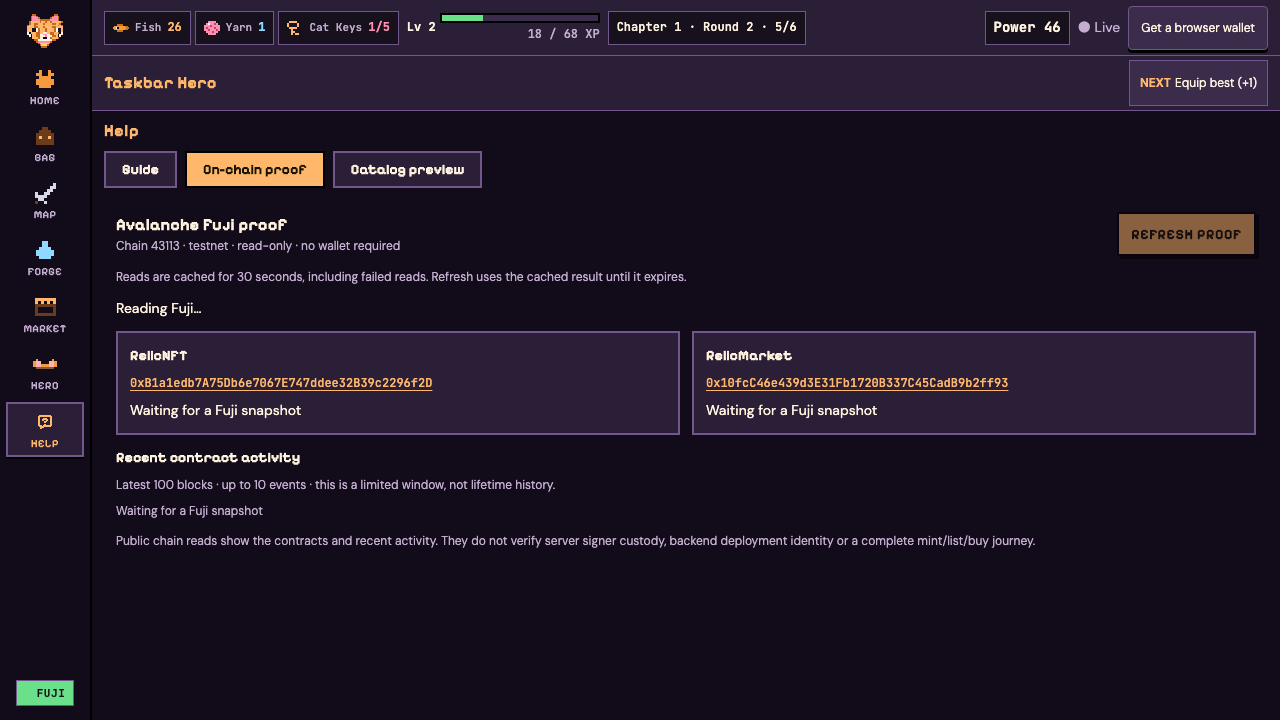 Fish 26
Yarn 1
Cat Keys 1/5
Lv 2
18 / 68 XP
Chapter 1 · Round 2 · 5/6
Power 46
Live
Get a browser wallet
Taskbar Hero
NEXT Equip best (+1)
HOME
BAG
MAP
FORGE
MARKET
HERO
HELP
FUJI
Help
Guide
On-chain proof
Catalog preview
Avalanche Fuji proof
Chain 43113 · testnet · read-only · no wallet required
REFRESH PROOF
Reads are cached for 30 seconds, including failed reads. Refresh uses the cached result until it expires.
Reading Fuji…
RelloNFT
0xB1a1edb7A75Db6e7067E747ddee32B39c2296f2D
Waiting for a Fuji snapshot
RelloMarket
0x10fcC46e439d3E31Fb1720B337C45CadB9b2ff93
Waiting for a Fuji snapshot
Recent contract activity
Latest 100 blocks · up to 10 events · this is a limited window, not lifetime history.
Waiting for a Fuji snapshot
Public chain reads show the contracts and recent activity. They do not verify server signer custody, backend deployment identity or a complete mint/list/buy journey.